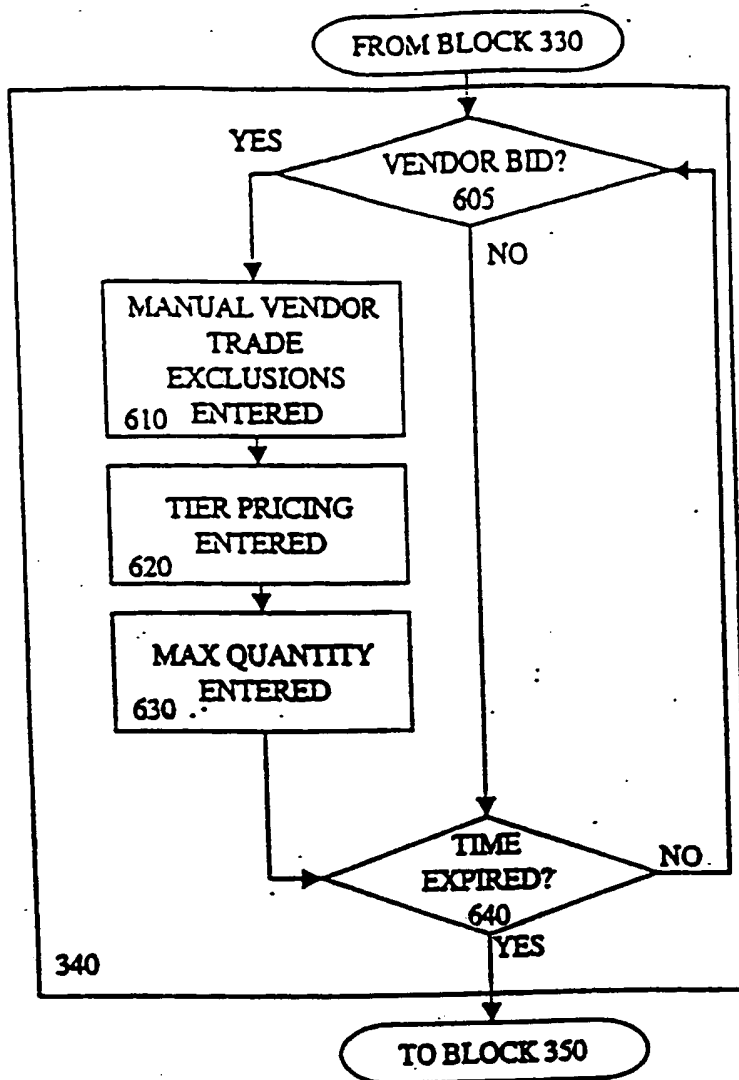 FROM BLOCK 330
YES
VENDOR BID?
605
NO
MANUAL VENDOR
TRADE
EXCLUSIONS
ENTERED
610
TIER PRICING
ENTERED
620
MAX QUANTITY
ENTERED
630
TIME
EXPIRED?
640
NO
YES
340
TO BLOCK 350